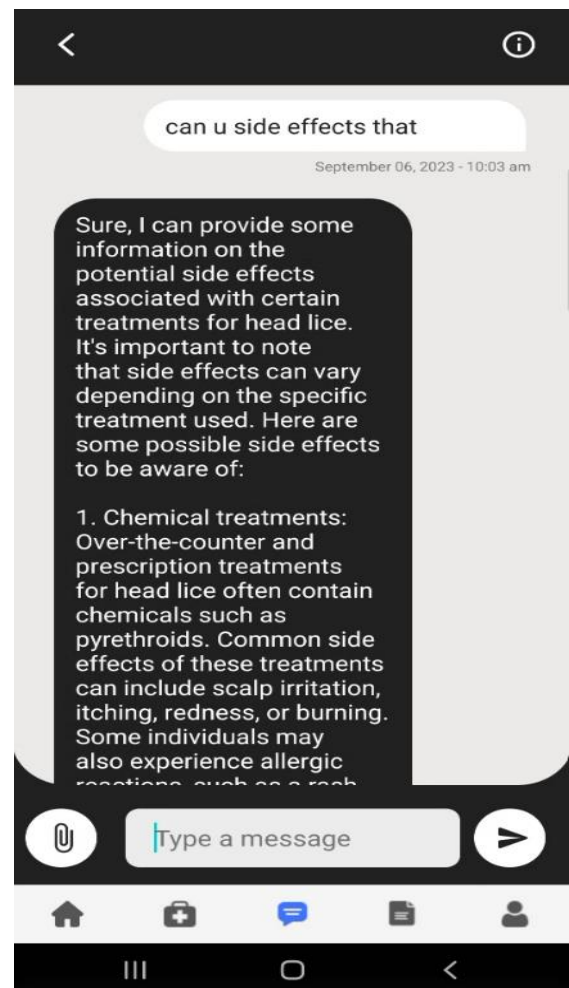 can u side effects that
September 06, 2023 - 10:03 am
Sure, I can provide some
information on the
potential side effects
associated with certain
treatments for head lice.
It's important to note
that side effects can vary
depending on the specific
treatment used. Here are
some possible side effects
to be aware of:
1. Chemical treatments:
Over-the-counter and
prescription treatments
for head lice often contain
chemicals such as
pyrethroids. Common side
effects of these treatments
can include scalp irritation,
itching, redness, or burning.
Some individuals may
also experience allergic
reactions, such as a rash
Type a message